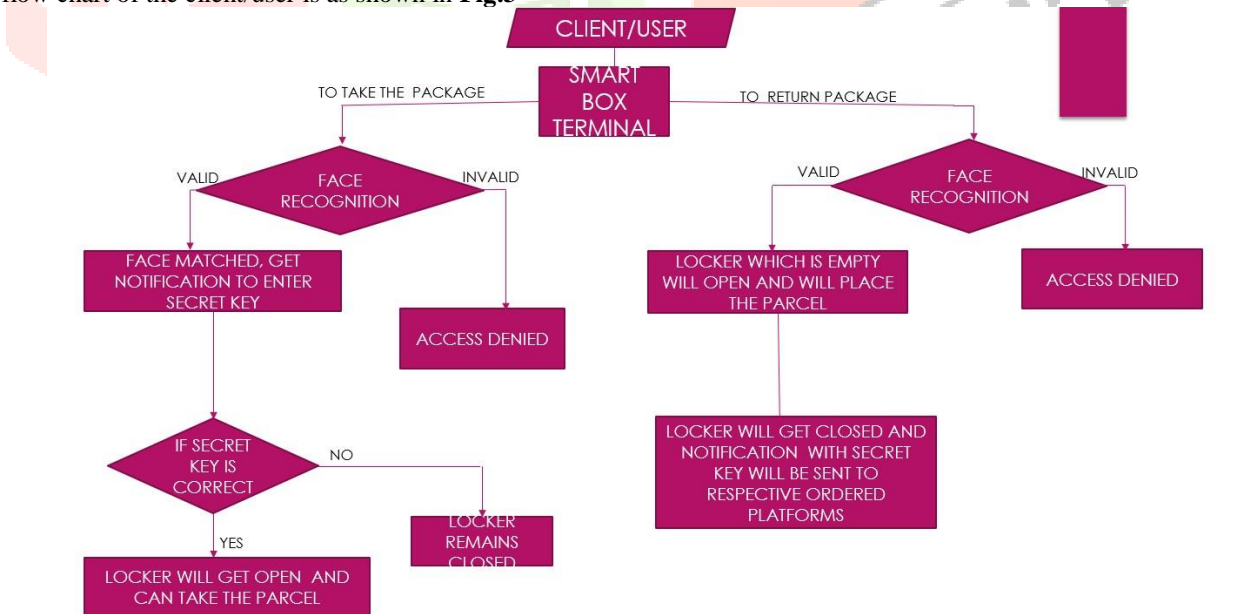 flow chart of the client/user is as shown in Fig.3
CLIENT/USER
SMART
BOX
TERMINAL
TO TAKE THE PACKAGE
TO RETURN PACKAGE
VALID
FACE
RECOGNITION
INVALID
VALID
FACE
RECOGNITION
INVALID
FACE MATCHED, GET
NOTIFICATION TO ENTER
SECRET KEY
ACCESS DENIED
LOCKER WHICH IS EMPTY
WILL OPEN AND WILL PLACE
THE PARCEL
ACCESS DENIED
IF SECRET
KEY IS
CORRECT
NO
YES
LOCKER
REMAINS
CLOSED
LOCKER WILL GET OPEN AND
CAN TAKE THE PARCEL
LOCKER WILL GET CLOSED AND
NOTIFICATION WITH SECRET
KEY WILL BE SENT TO
RESPECTIVE ORDERED
PLATFORMS